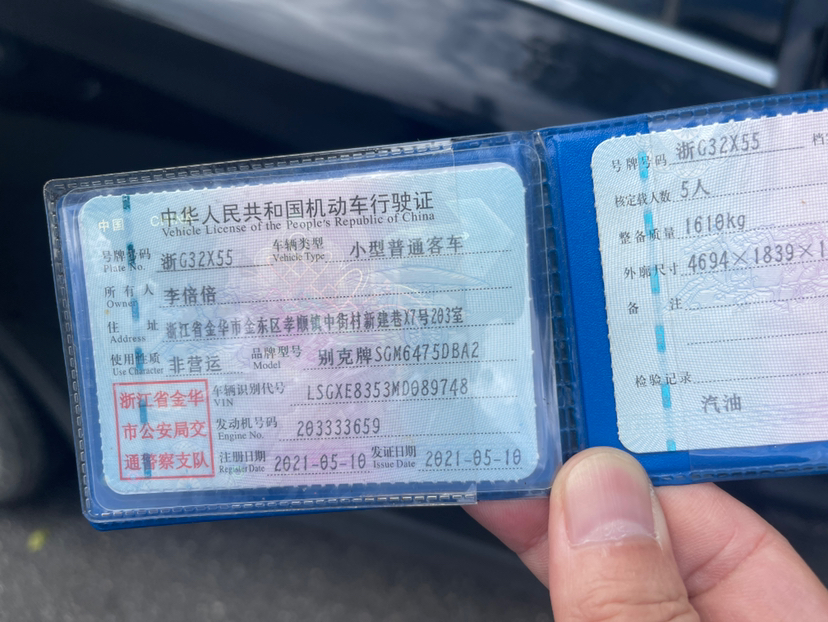 中国 C
中华人民共和国机动车行驶证
Vehicle License of the People's Republic of China
号牌号码 浙G32X55 车辆类型 小型普通客车
Plate No. Vehicle Type
所有人 李倍倍
Owner
住址 浙江省金华市金东区孝顺镇中街村新建巷X7号203室
Address
使用性质 非营运 品牌型号 别克牌SGM6475DBA2
Use Character Model
浙江省金华
市公安局交
通警察支队
车辆识别代号 LSGXE8353MD089748
VIN
发动机号码 203333659
Engine No.
注册日期 2021-05-10 发证日期 2021-05-10
Register Date Issue Date
号牌号码 浙G32X55 档
核定载人数 5人
整备质量 1610kg
外廓尺寸 4694×1839×1
备注
检验记录
汽油